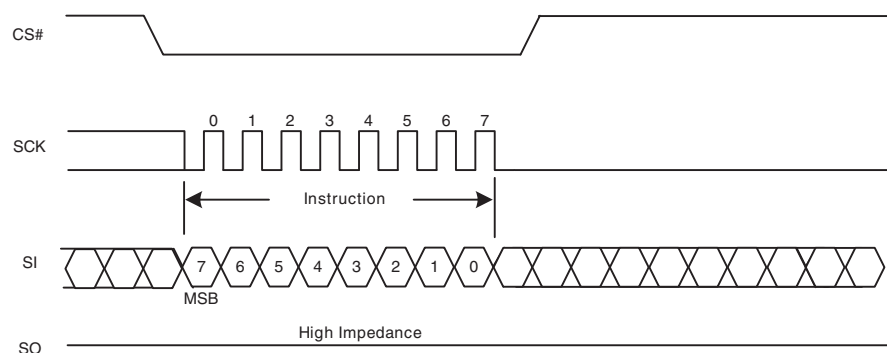 CS#
0 1 2 3 4 5 6 7
SCK
Instruction
SI
7 6 5 4 3 2 1 0
MSB
High Impedance
SO